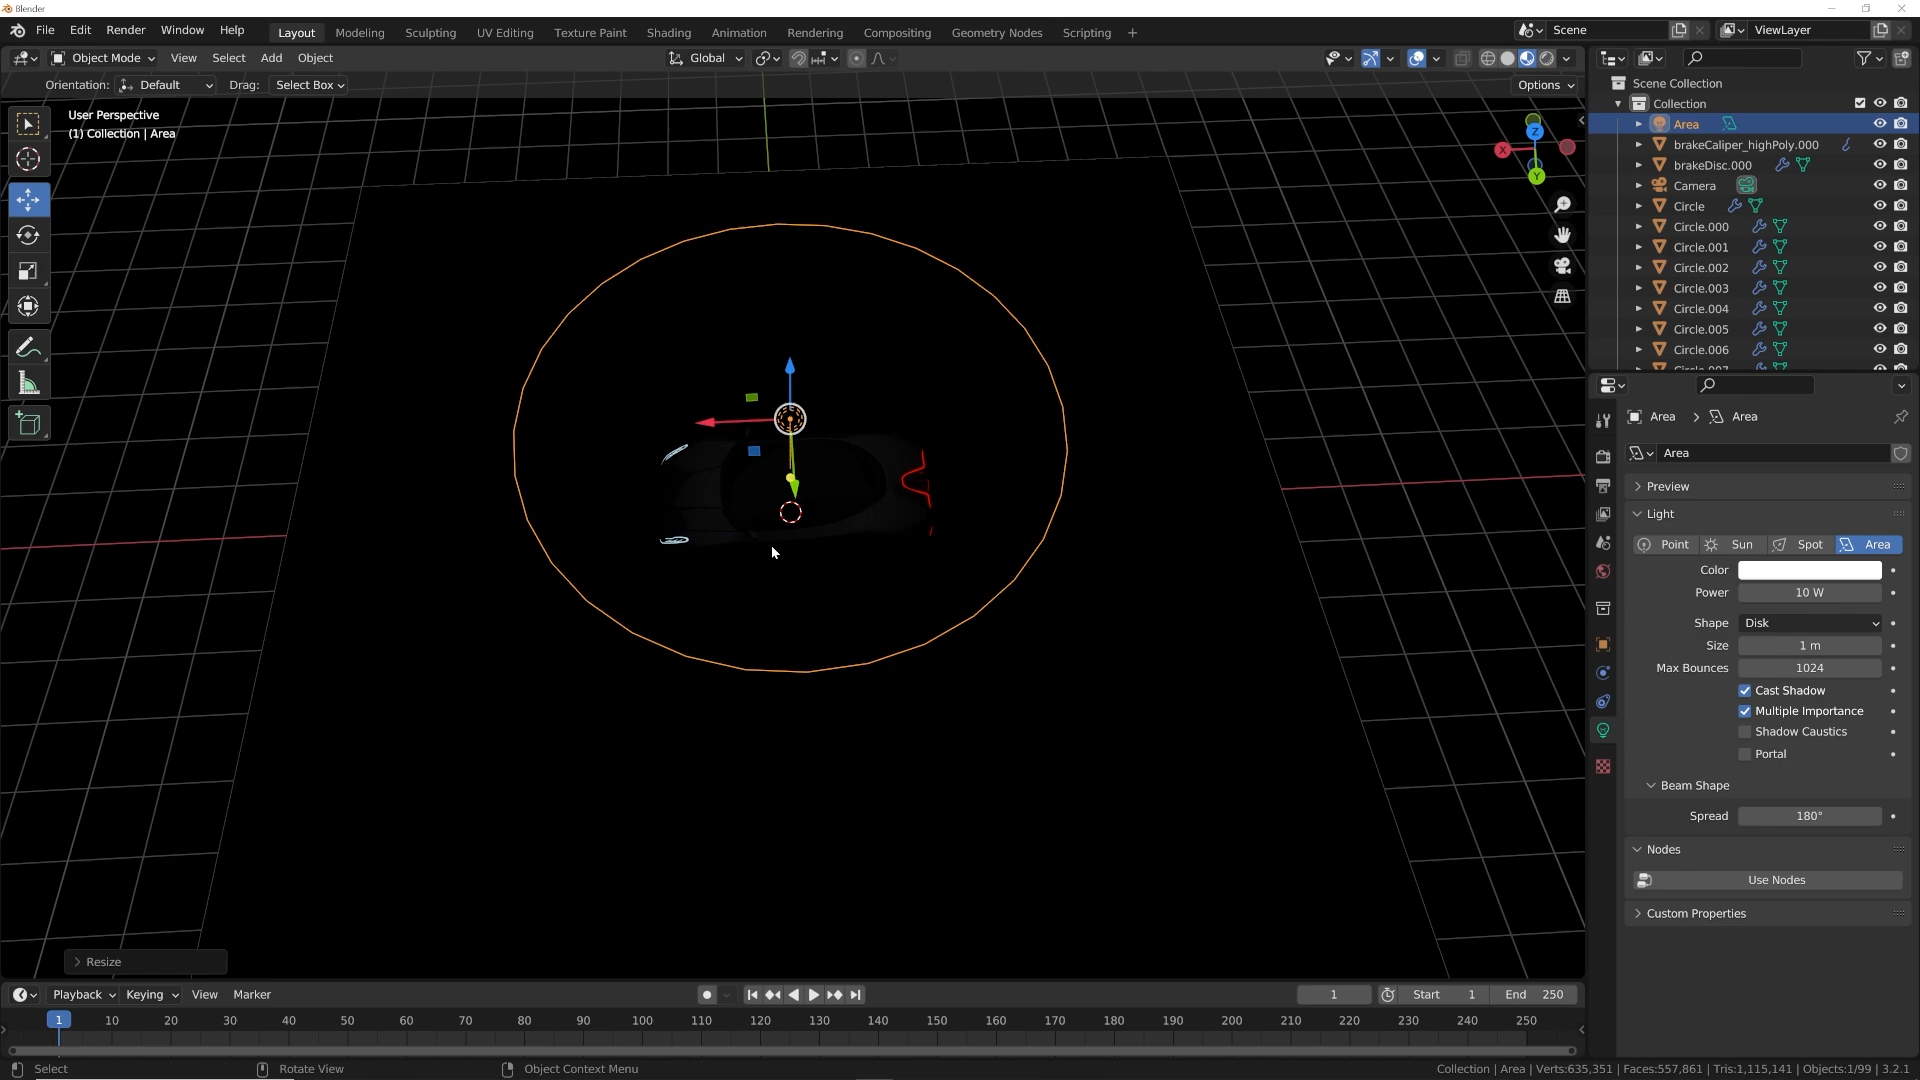 Blender
File Edit Render Window Help Layout Modeling Sculpting UV Editing Texture Paint Shading Animation Rendering Compositing Geometry Nodes Scripting + Scene ViewLayer
Object Mode View Select Add Object Global
Orientation: Default Drag: Select Box Options
User Perspective
(1) Collection | Area
Z
X
Y
Scene Collection
Collection
Area
brakeCaliper_highPoly.000
brakeDisc.000
Camera
Circle
Circle.000
Circle.001
Circle.002
Circle.003
Circle.004
Circle.005
Circle.006
Circle.007
Area > Area
Area
Preview
Light
Point Sun Spot Area
Color
Power 10 W
Shape Disk
Size 1 m
Max Bounces 1024
Cast Shadow
Multiple Importance
Shadow Caustics
Portal
Beam Shape
Spread 180°
Nodes
Use Nodes
Custom Properties
Resize
Playback Keying View Marker 1 Start 1 End 250
1 10 20 30 40 50 60 70 80 90 100 110 120 130 140 150 160 170 180 190 200 210 220 230 240 250
Select Rotate View Object Context Menu Collection | Area | Verts:635,351 | Faces:557,861 | Tris:1,115,141 | Objects:1/99 | 3.2.1